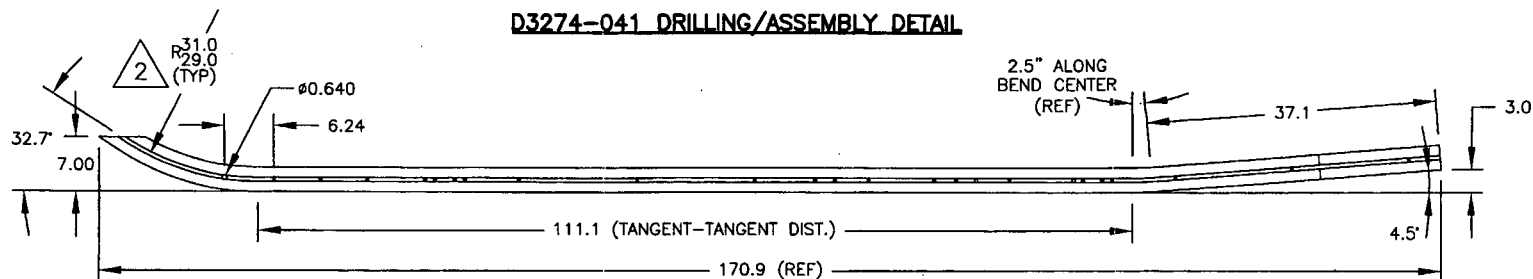 D3274-041 DRILLING/ASSEMBLY DETAIL
2
R31.0
29.0
(TYP)
ø0.640
6.24
2.5" ALONG
BEND CENTER
(REF)
37.1
3.0
32.7°
7.00
111.1 (TANGENT-TANGENT DIST.)
4.5°
170.9 (REF)